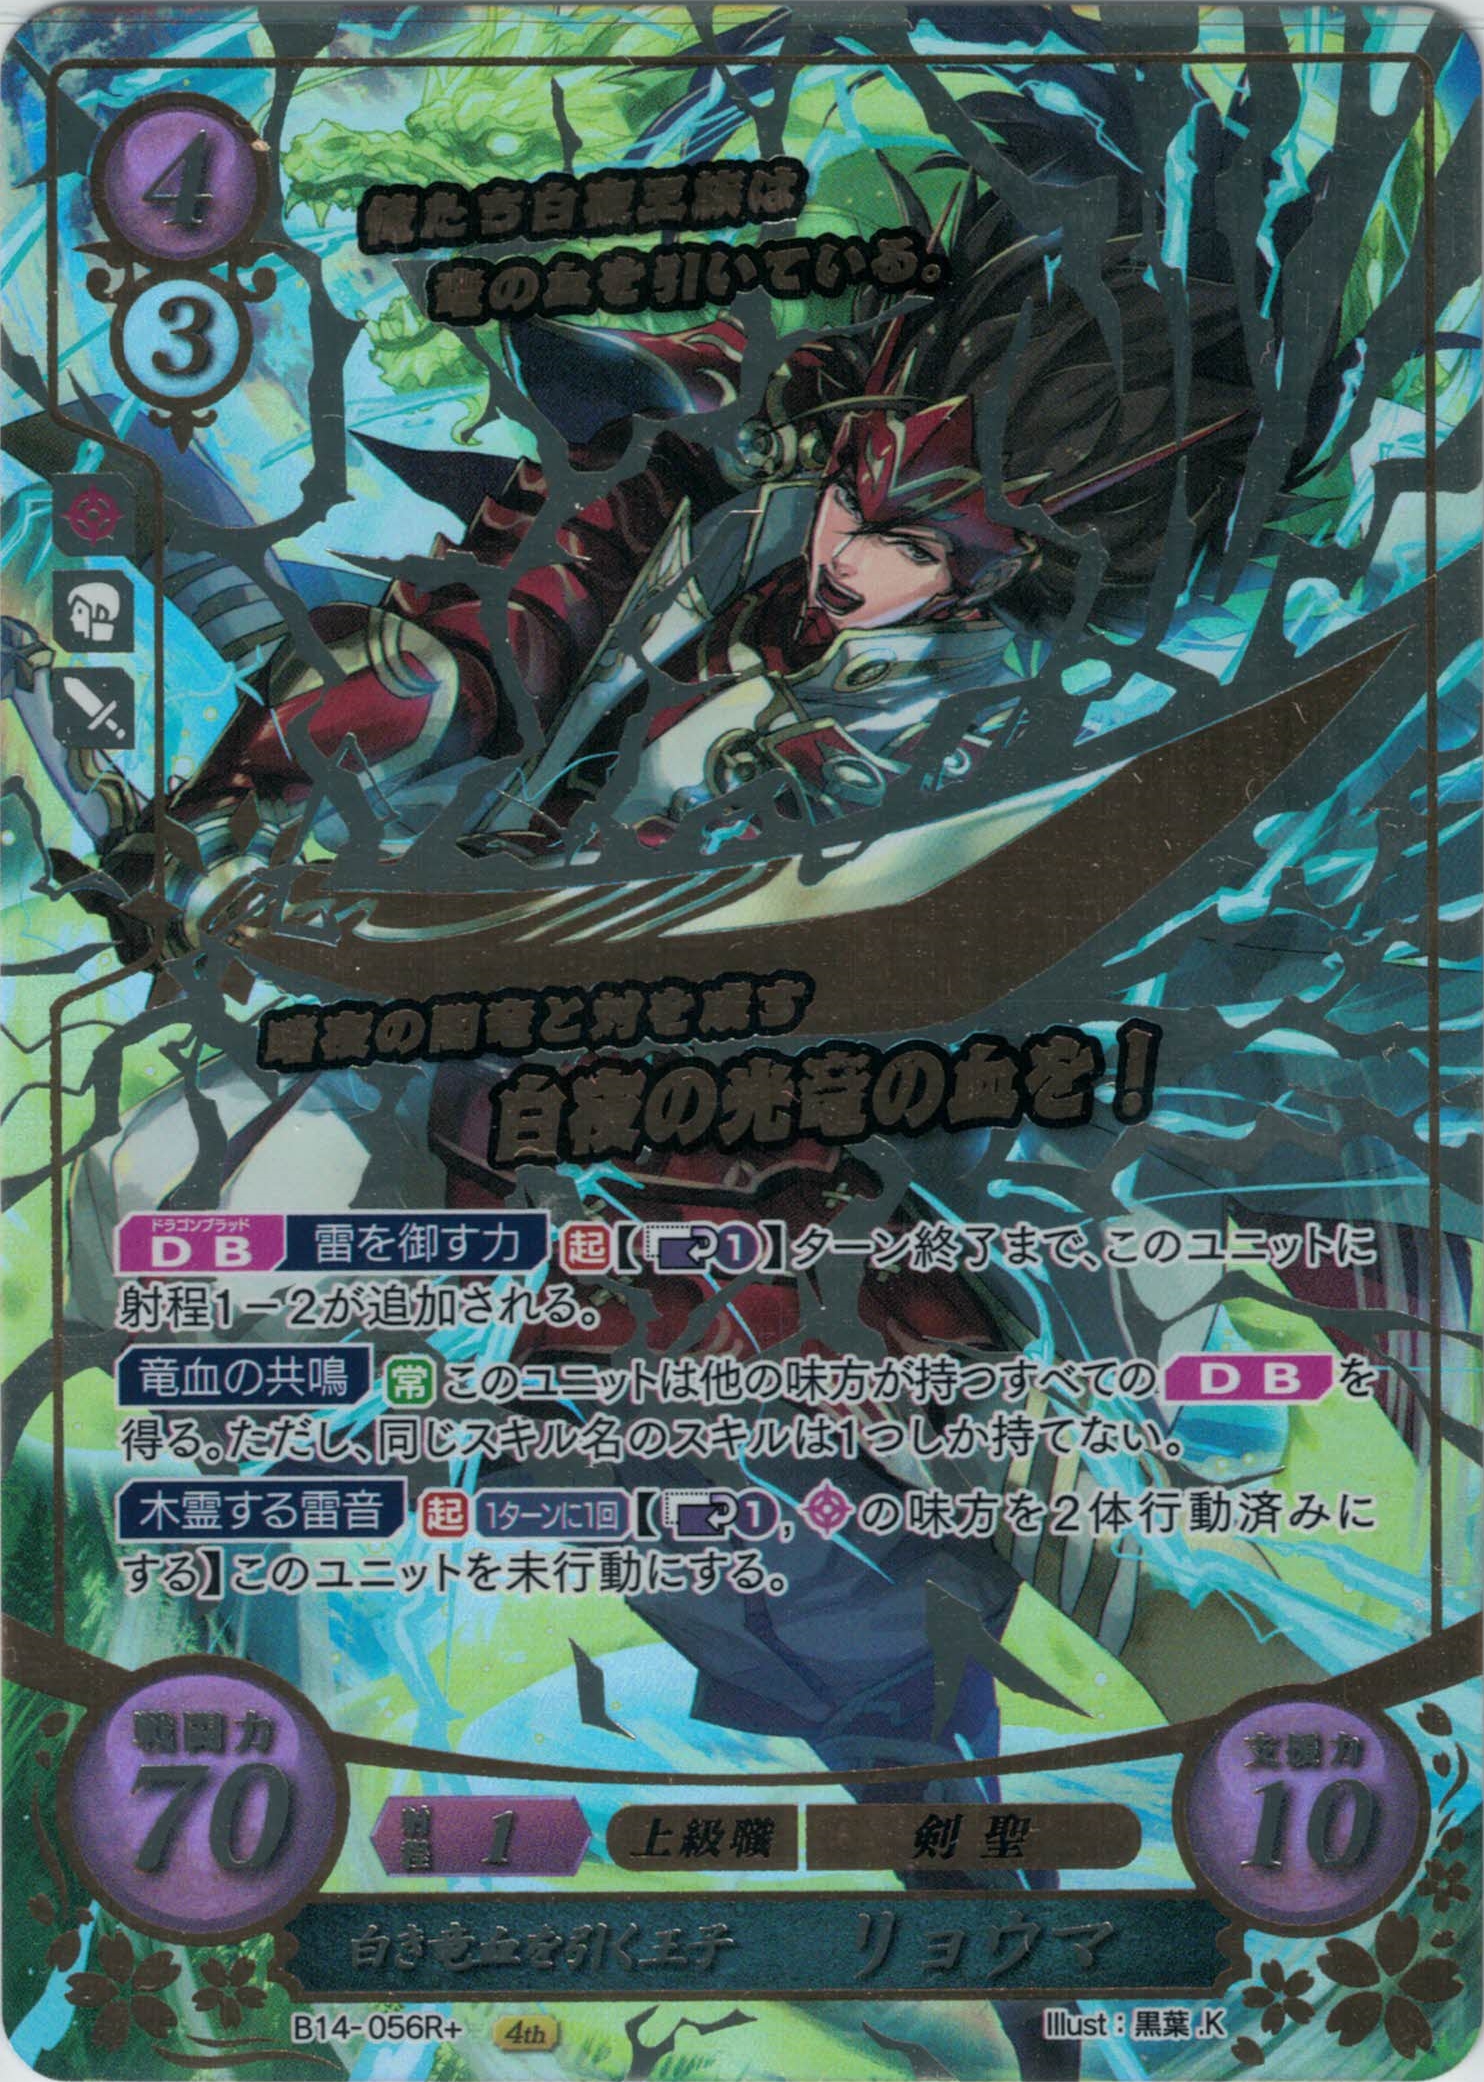 4
3
俺たち白夜王族は
竜の血を引いている。
暗夜の闇竜と対を成す
白夜の光竜の血を！
ドラゴンブラッド
DB 雷を御す力 起【1】ターン終了まで、このユニットに
射程1－2が追加される。
竜血の共鳴 常 このユニットは他の味方が持つすべての DB を
得る。ただし、同じスキル名のスキルは1つしか持てない。
木霊する雷音 起 1ターンに1回【1,の味方を2体行動済みに
する】このユニットを未行動にする。
戦闘力
70
射程 1 上級職 剣聖
支援力
10
白き竜血を引く王子 リョウマ
B14-056R+ 4th Illust：黒葉.K